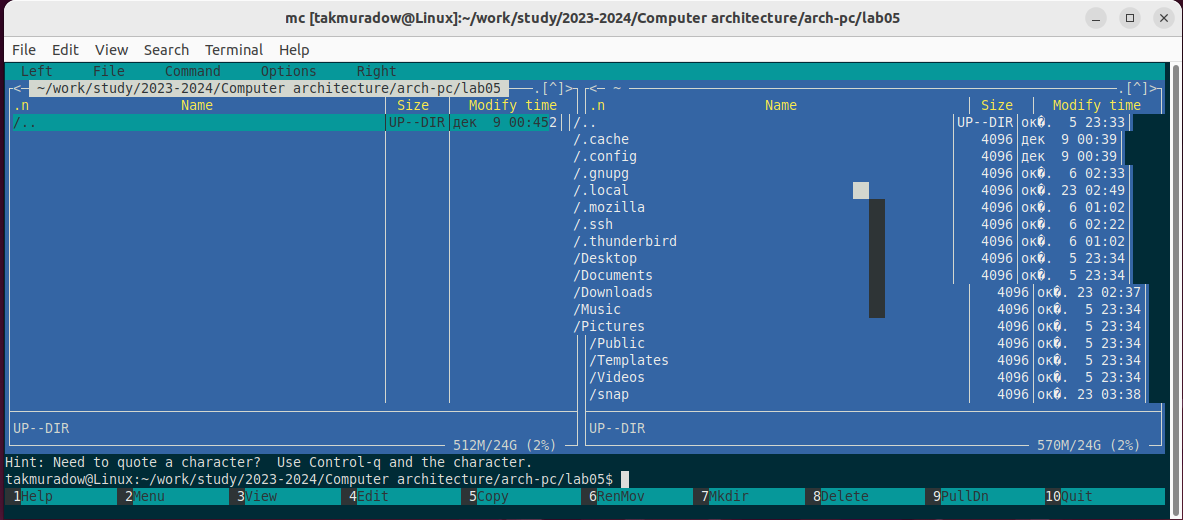 mc [takmuradow@Linux]:~/work/study/2023-2024/Computer architecture/arch-pc/lab05
File Edit View Search Terminal Help
Left File Command Options Right
<─ ~/work/study/2023-2024/Computer architecture/arch-pc/lab05 ──.[^]> <─ ~ ──.[^]>
.n Name Size Modify time .n Name Size Modify time
/.. UP--DIR дек 9 00:452 /.. UP--DIR ок�. 5 23:33
/.cache 4096 дек 9 00:39
/.config 4096 дек 9 00:39
/.gnupg 4096 ок�. 6 02:33
/.local 4096 ок�. 23 02:49
/.mozilla 4096 ок�. 6 01:02
/.ssh 4096 ок�. 6 02:22
/.thunderbird 4096 ок�. 6 01:02
/Desktop 4096 ок�. 5 23:34
/Documents 4096 ок�. 5 23:34
/Downloads 4096 ок�. 23 02:37
/Music 4096 ок�. 5 23:34
/Pictures 4096 ок�. 5 23:34
/Public 4096 ок�. 5 23:34
/Templates 4096 ок�. 5 23:34
/Videos 4096 ок�. 5 23:34
/snap 4096 ок�. 23 03:38
UP--DIR UP--DIR
512M/24G (2%) 570M/24G (2%)
Hint: Need to quote a character?  Use Control-q and the character.
takmuradow@Linux:~/work/study/2023-2024/Computer architecture/arch-pc/lab05$
1Help 2Menu 3View 4Edit 5Copy 6RenMov 7Mkdir 8Delete 9PullDn 10Quit